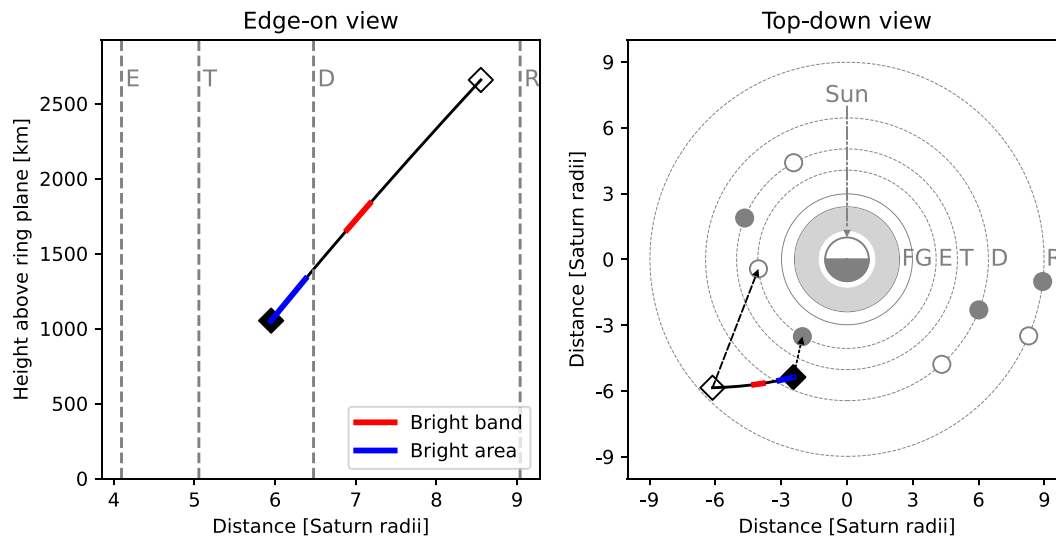 Edge-on view
E T D R
Height above ring plane [km]
2500
2000
1500
1000
500
0
Bright band
Bright area
4 5 6 7 8 9
Distance [Saturn radii]
Top-down view
Sun
FG E T D R
Distance [Saturn radii]
9
6
3
0
-3
-6
-9
-9 -6 -3 0 3 6 9
Distance [Saturn radii]